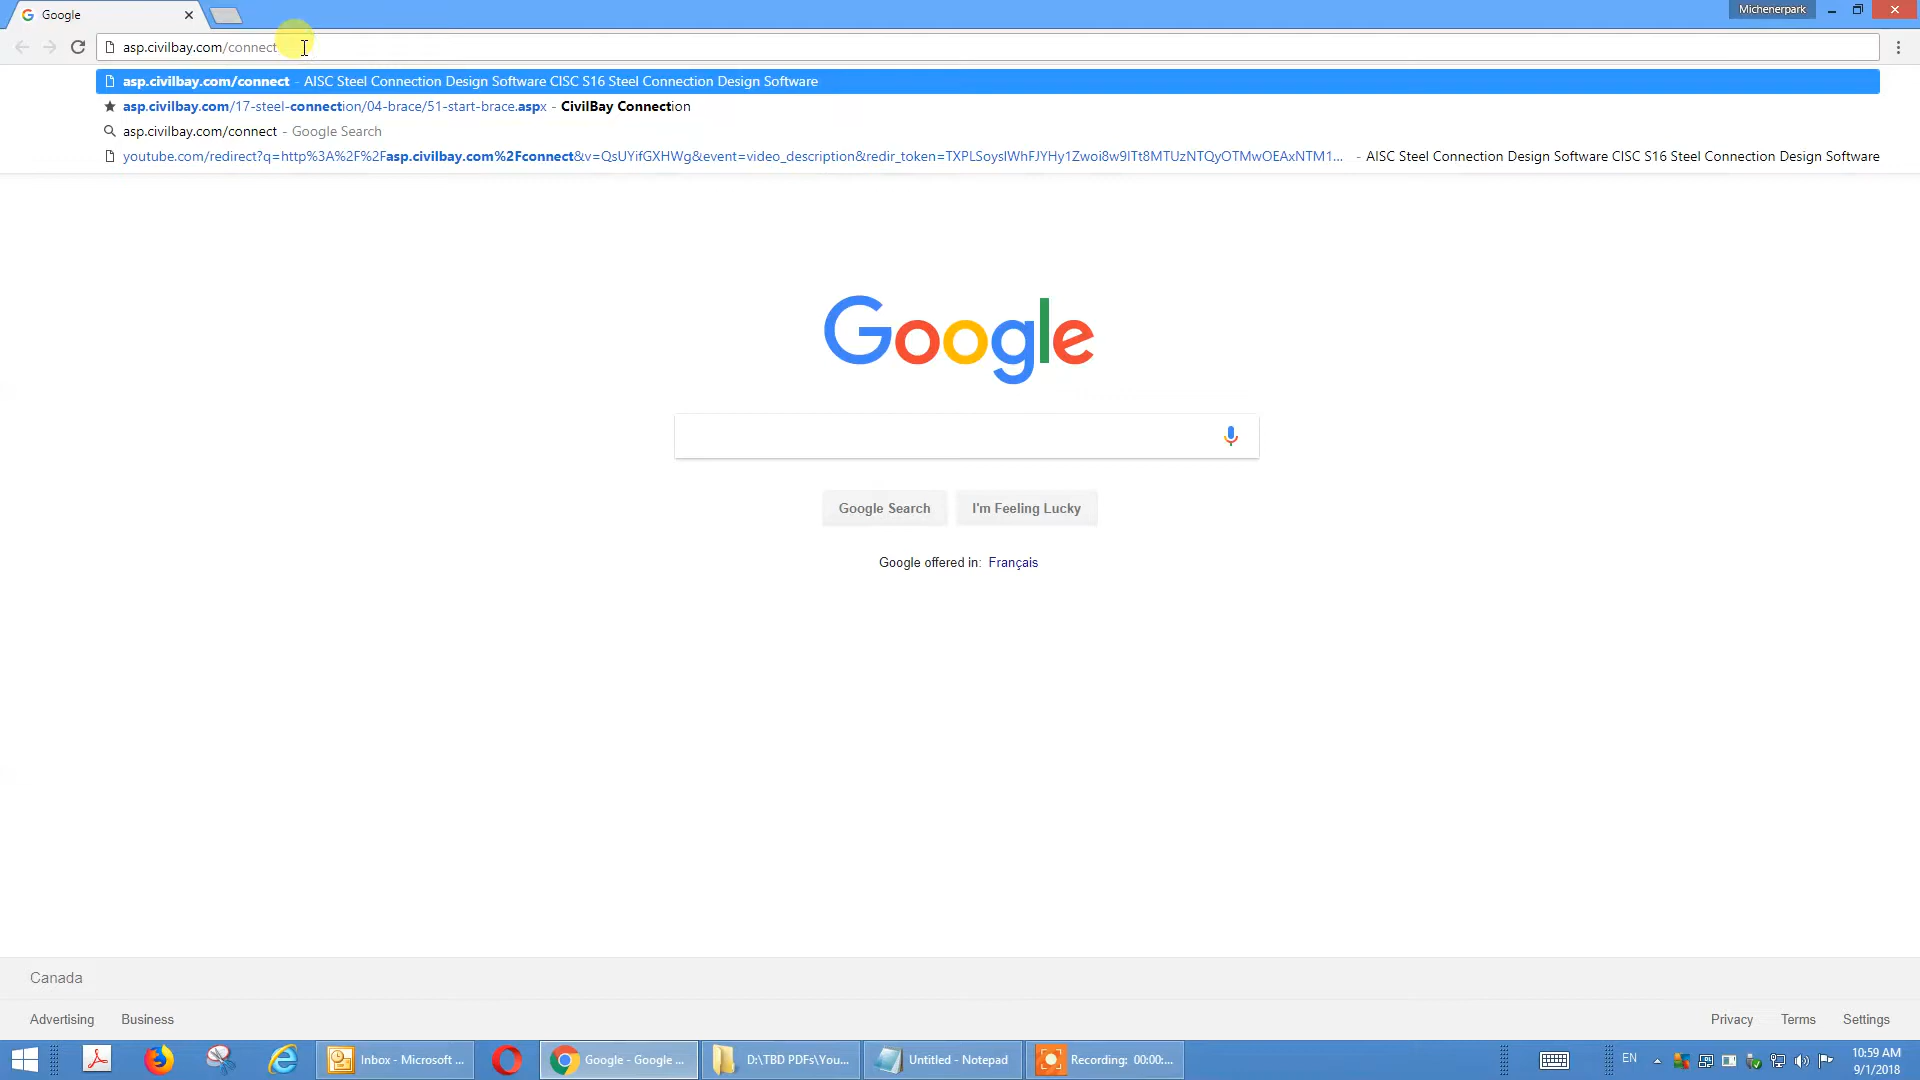 Google
Michenerpark
asp.civilbay.com/connect
asp.civilbay.com/connect - AISC Steel Connection Design Software CISC S16 Steel Connection Design Software
asp.civilbay.com/17-steel-connection/04-brace/51-start-brace.aspx - CivilBay Connection
asp.civilbay.com/connect - Google Search
youtube.com/redirect?q=http%3A%2F%2Fasp.civilbay.com%2Fconnect&v=QsUYifGXHWg&event=video_description&redir_token=TXPLSoysIWhFJYHy1Zwoi8w9ITt8MTUzNTQyOTMwOEAxNTM1... - AISC Steel Connection Design Software CISC S16 Steel Connection Design Software
Google
Google Search I'm Feeling Lucky
Google offered in: Français
Canada
Advertising Business Privacy Terms Settings
Inbox - Microsoft ... Google - Google ... D:\TBD PDFs\You... Untitled - Notepad Recording: 00:00:... EN 10:59 AM
9/1/2018